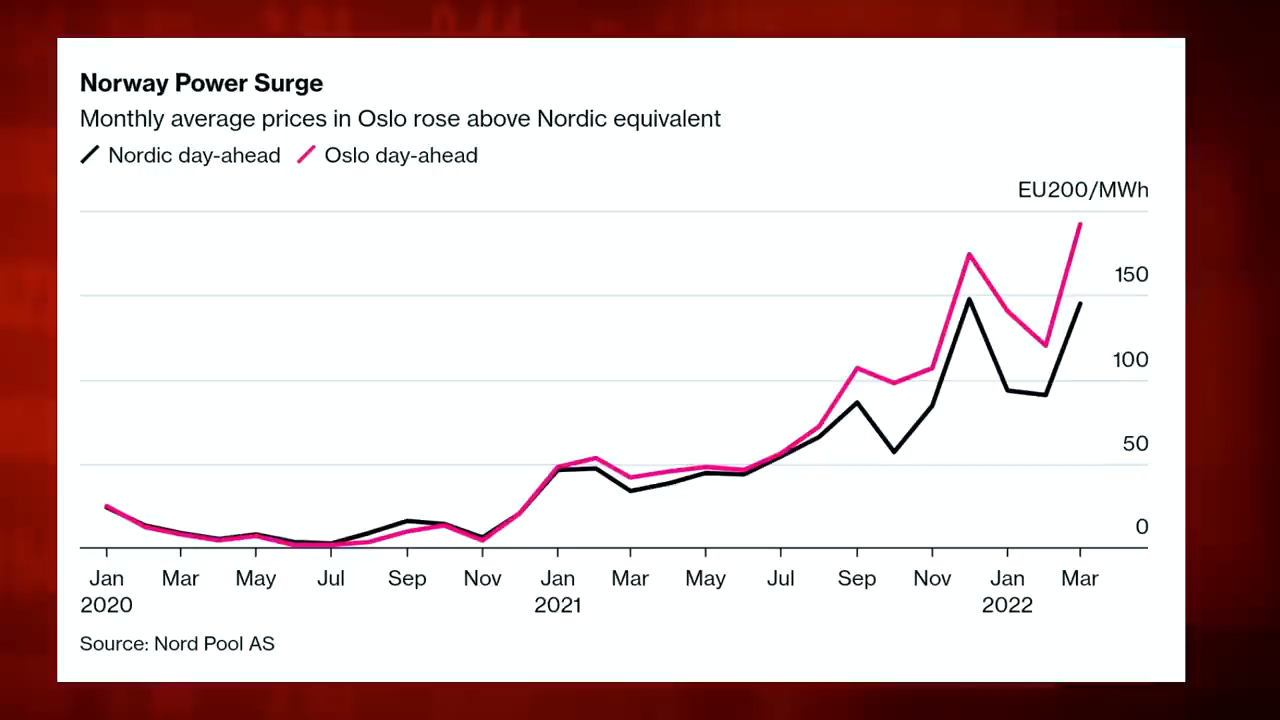 Norway Power Surge
Monthly average prices in Oslo rose above Nordic equivalent
Nordic day-ahead Oslo day-ahead
EU200/MWh
150
100
50
0
Jan Mar May Jul Sep Nov Jan Mar May Jul Sep Nov Jan Mar
2020 2021 2022
Source: Nord Pool AS